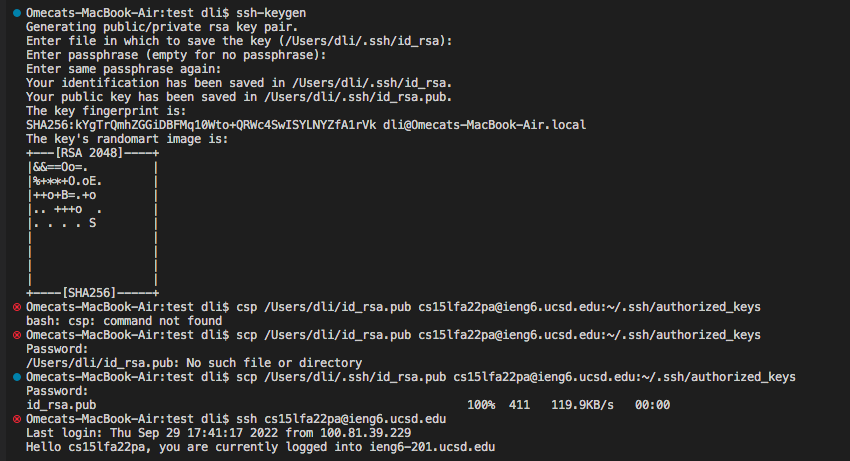 Omecats-MacBook-Air:test dli$ ssh-keygen
Generating public/private rsa key pair.
Enter file in which to save the key (/Users/dli/.ssh/id_rsa):
Enter passphrase (empty for no passphrase):
Enter same passphrase again:
Your identification has been saved in /Users/dli/.ssh/id_rsa.
Your public key has been saved in /Users/dli/.ssh/id_rsa.pub.
The key fingerprint is:
SHA256:kYgTrQmhZGGiDBFMq10Wto+QRWc4SwISYLNYZfA1rVk dli@Omecats-MacBook-Air.local
The key's randomart image is:
+---[RSA 2048]----+
|&&==Oo=.         |
|%+**+O.oE.       |
|++o+B=.+o        |
|.. +++o  .       |
|. . . . S        |
|                 |
|                 |
|                 |
|                 |
+----[SHA256]-----+
Omecats-MacBook-Air:test dli$ csp /Users/dli/id_rsa.pub cs15lfa22pa@ieng6.ucsd.edu:~/.ssh/authorized_keys
bash: csp: command not found
Omecats-MacBook-Air:test dli$ scp /Users/dli/id_rsa.pub cs15lfa22pa@ieng6.ucsd.edu:~/.ssh/authorized_keys
Password:
/Users/dli/id_rsa.pub: No such file or directory
Omecats-MacBook-Air:test dli$ scp /Users/dli/.ssh/id_rsa.pub cs15lfa22pa@ieng6.ucsd.edu:~/.ssh/authorized_keys
Password:
id_rsa.pub 100% 411 119.9KB/s 00:00
Omecats-MacBook-Air:test dli$ ssh cs15lfa22pa@ieng6.ucsd.edu
Last login: Thu Sep 29 17:41:17 2022 from 100.81.39.229
Hello cs15lfa22pa, you are currently logged into ieng6-201.ucsd.edu